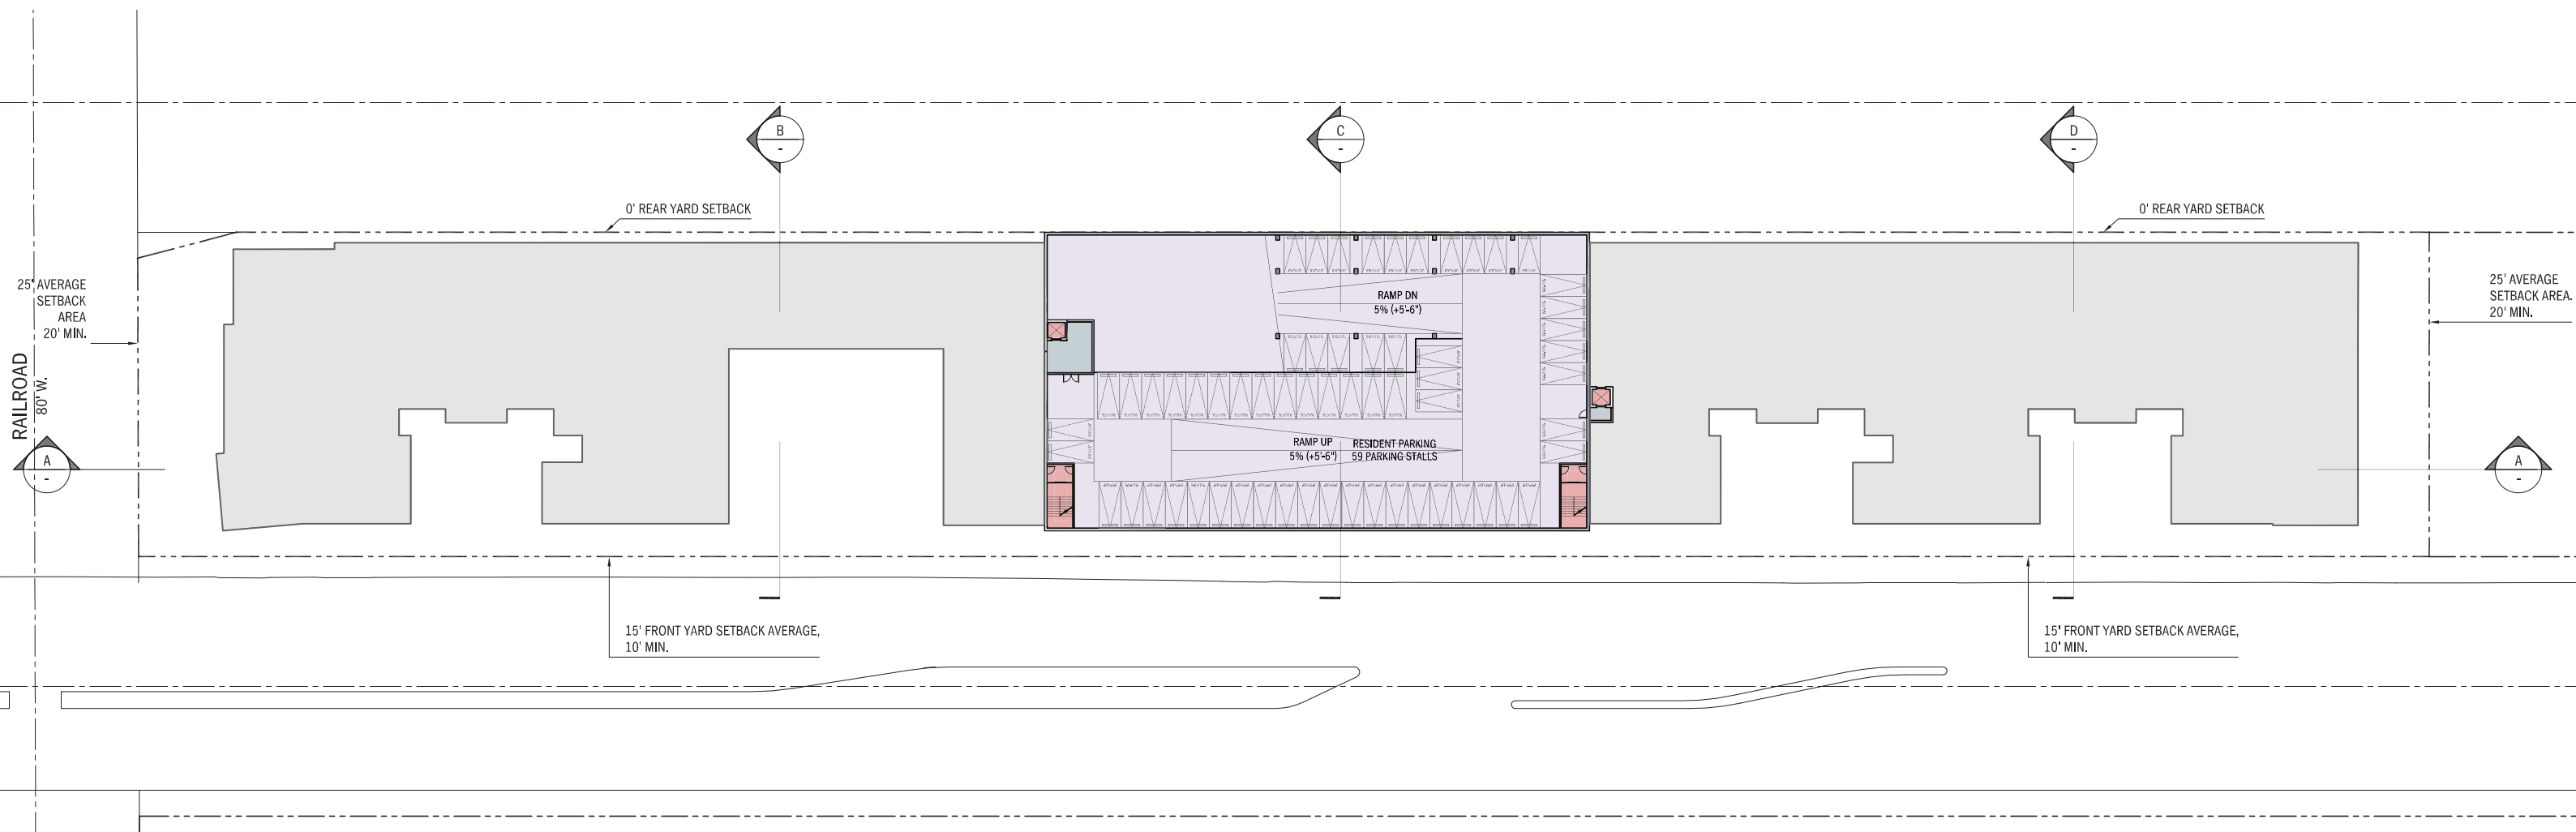 B
-
C
-
D
-
0' REAR YARD SETBACK
0' REAR YARD SETBACK
25' AVERAGE
SETBACK
AREA
20' MIN.
25' AVERAGE
SETBACK AREA.
20' MIN.
RAMP DN
5% (+5'-6")
RAILROAD
80' W.
RAMP UP
5% (+5'-6")
RESIDENT PARKING
59 PARKING STALLS
A
-
A
-
15' FRONT YARD SETBACK AVERAGE,
10' MIN.
15' FRONT YARD SETBACK AVERAGE,
10' MIN.